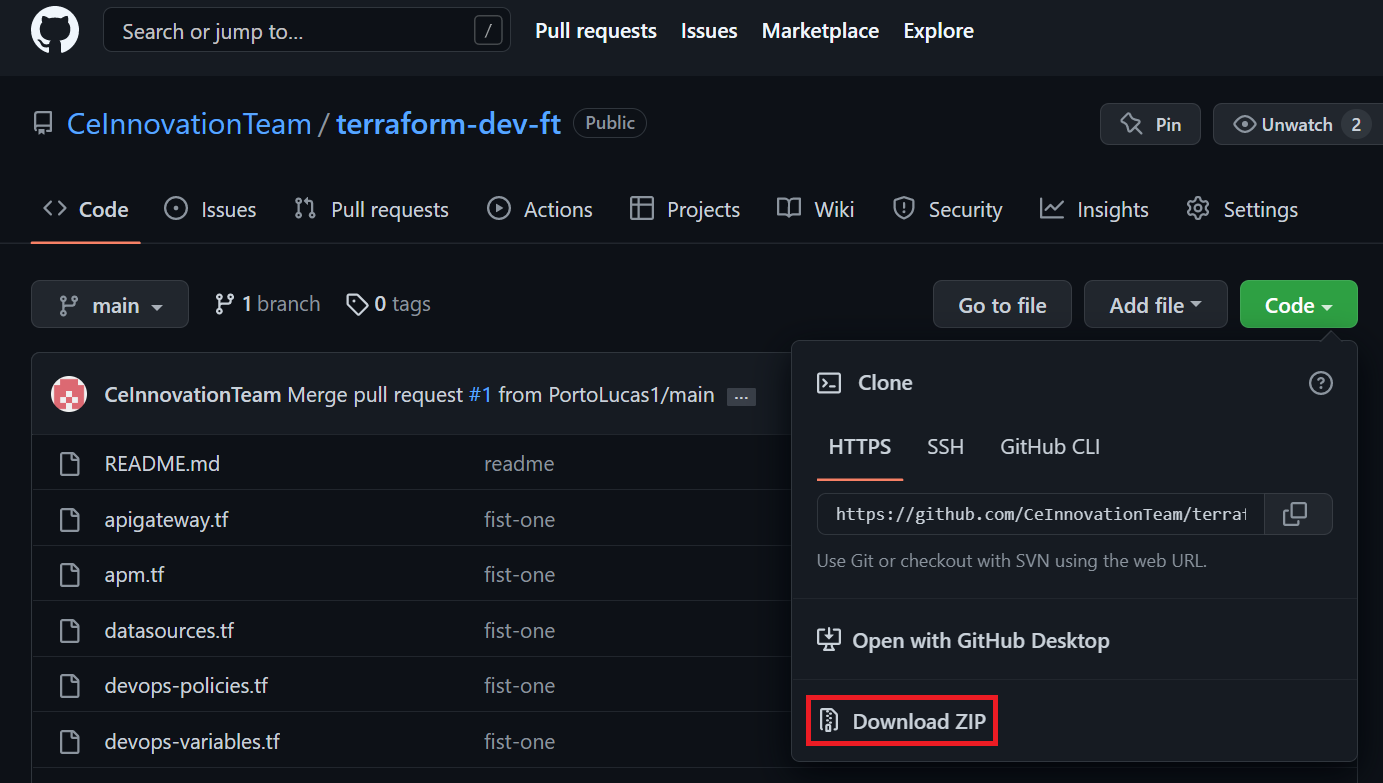 Search or jump to... /
Pull requests Issues Marketplace Explore
CeInnovationTeam / terraform-dev-ft Public
Pin
Unwatch 2
Code Issues Pull requests Actions Projects Wiki Security Insights Settings
main 1 branch 0 tags
Go to file Add file Code
CeInnovationTeam Merge pull request #1 from PortoLucas1/main ...
README.md readme
apigateway.tf fist-one
apm.tf fist-one
datasources.tf fist-one
devops-policies.tf fist-one
devops-variables.tf fist-one
Clone ?
HTTPS SSH GitHub CLI
https://github.com/CeInnovationTeam/terraf
Use Git or checkout with SVN using the web URL.
Open with GitHub Desktop
Download ZIP